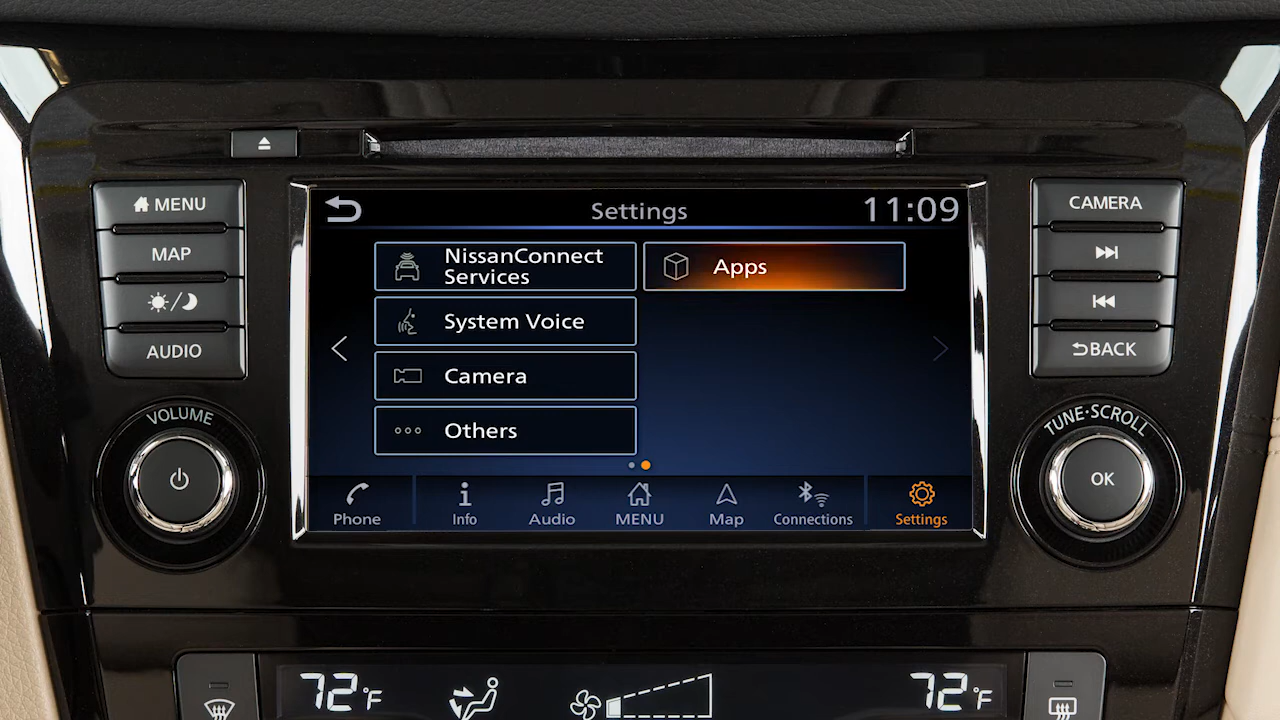 MENU
MAP
AUDIO
VOLUME
Settings
11:09
NissanConnect
Services
Apps
System Voice
Camera
Others
Phone
Info
Audio
MENU
Map
Connections
Settings
CAMERA
BACK
TUNE·SCROLL
OK
72°F
72°F